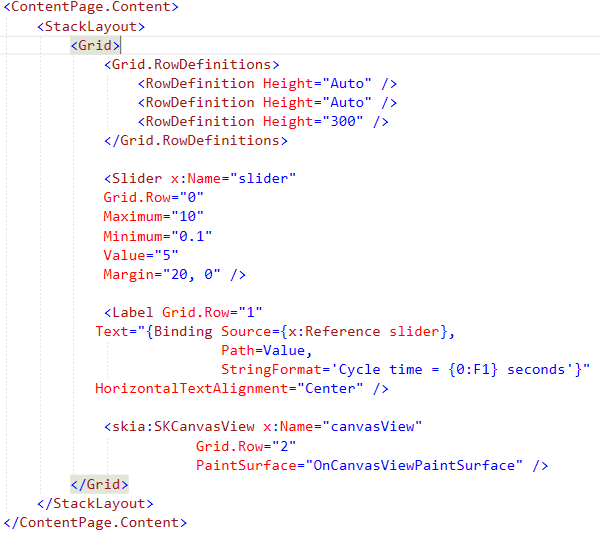 <ContentPage.Content>
    <StackLayout>
        <Grid>
            <Grid.RowDefinitions>
                <RowDefinition Height="Auto" />
                <RowDefinition Height="Auto" />
                <RowDefinition Height="300" />
            </Grid.RowDefinitions>

            <Slider x:Name="slider"
            Grid.Row="0"
            Maximum="10"
            Minimum="0.1"
            Value="5"
            Margin="20, 0" />

            <Label Grid.Row="1"
           Text="{Binding Source={x:Reference slider},
                          Path=Value,
                          StringFormat='Cycle time = {0:F1} seconds'}"
           HorizontalTextAlignment="Center" />

            <skia:SKCanvasView x:Name="canvasView"
                       Grid.Row="2"
                       PaintSurface="OnCanvasViewPaintSurface" />
        </Grid>
    </StackLayout>
</ContentPage.Content>